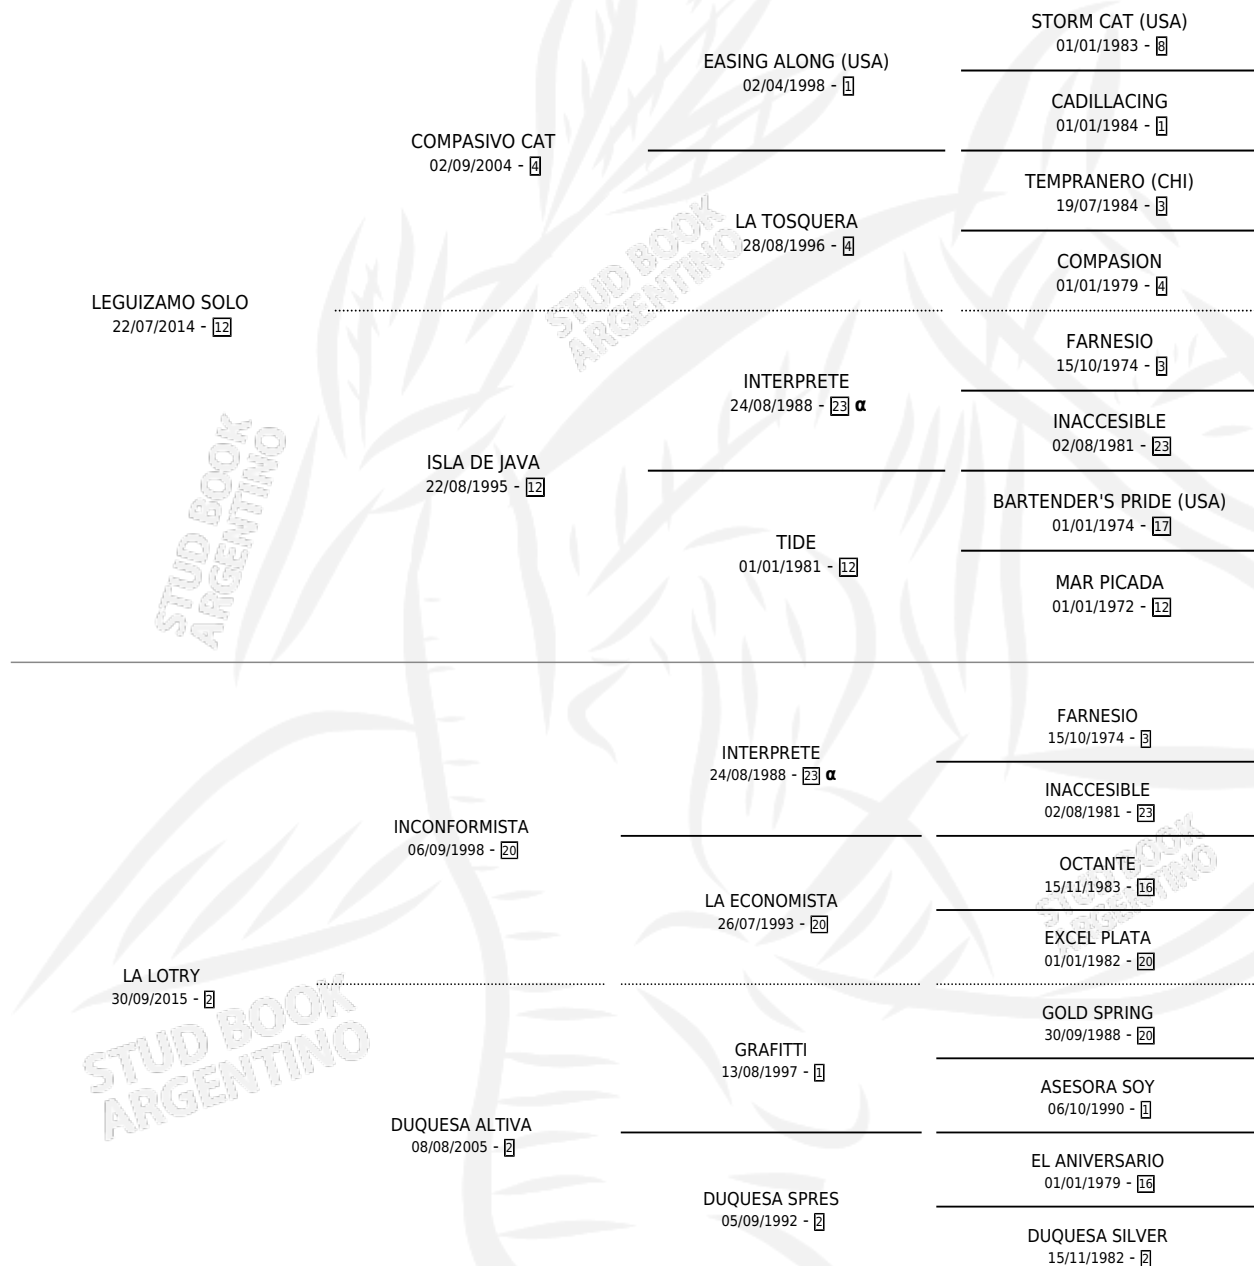 STORM CAT (USA)
01/01/1983 - 8
EASING ALONG (USA)
02/04/1998 - 1
CADILLACING
01/01/1984 - 1
COMPASIVO CAT
02/09/2004 - 4
TEMPRANERO (CHI)
19/07/1984 - 3
LA TOSQUERA
28/08/1996 - 4
COMPASION
01/01/1979 - 4
LEGUIZAMO SOLO
22/07/2014 - 12
FARNESIO
15/10/1974 - 3
INTERPRETE
24/08/1988 - 23 α
INACCESIBLE
02/08/1981 - 23
ISLA DE JAVA
22/08/1995 - 12
BARTENDER'S PRIDE (USA)
01/01/1974 - 17
TIDE
01/01/1981 - 12
MAR PICADA
01/01/1972 - 12
FARNESIO
15/10/1974 - 3
INTERPRETE
24/08/1988 - 23 α
INACCESIBLE
02/08/1981 - 23
INCONFORMISTA
06/09/1998 - 20
OCTANTE
15/11/1983 - 16
LA ECONOMISTA
26/07/1993 - 20
EXCEL PLATA
01/01/1982 - 20
LA LOTRY
30/09/2015 - 2
GOLD SPRING
30/09/1988 - 20
GRAFITTI
13/08/1997 - 1
ASESORA SOY
06/10/1990 - 1
DUQUESA ALTIVA
08/08/2005 - 2
EL ANIVERSARIO
01/01/1979 - 16
DUQUESA SPRES
05/09/1992 - 2
DUQUESA SILVER
15/11/1982 - 2
STUD BOOK
ARGENTINO
STUD BOOK
ARGENTINO
STUD BOOK
ARGENTINO
STUD BOOK
ARGENTINO